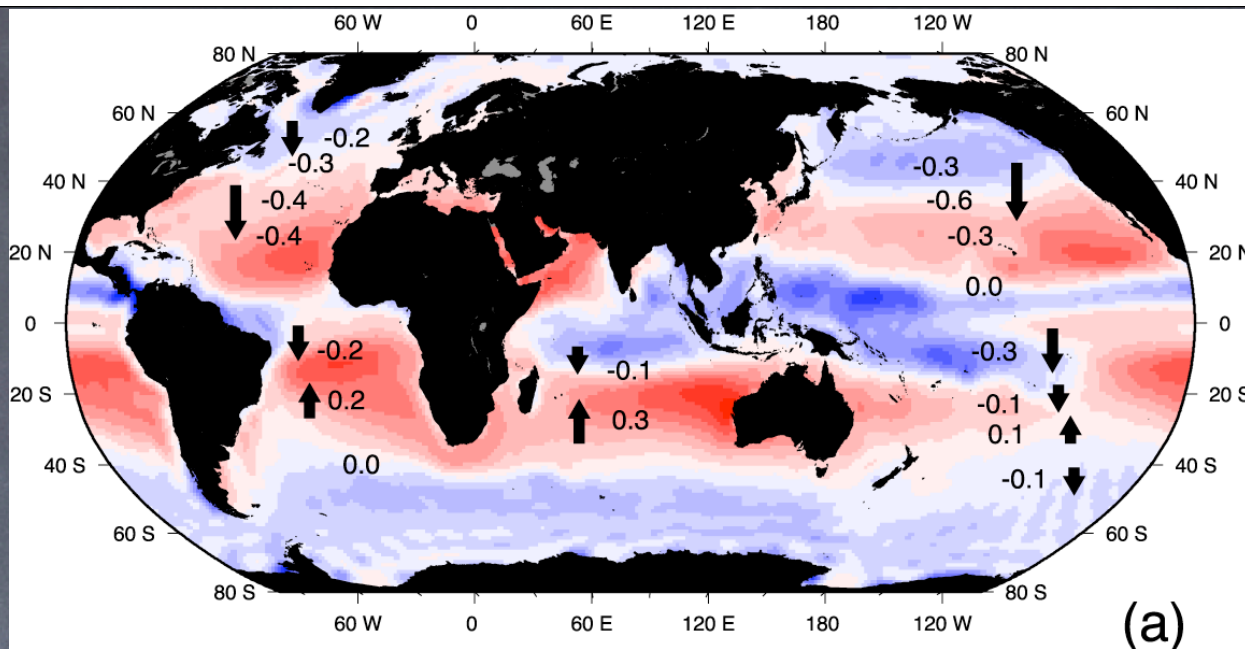 60 W 0 60 E 120 E 180 120 W
80 N 80 N
60 N 60 N
40 N 40 N
20 N 20 N
0 0
20 S 20 S
40 S 40 S
60 S 60 S
80 S 80 S
-0.2
-0.3
-0.4
-0.4
-0.2
0.2
0.0
-0.1
0.3
-0.3
-0.6
-0.3
0.0
-0.3
-0.1
0.1
-0.1
60 W 0 60 E 120 E 180 120 W
(a)